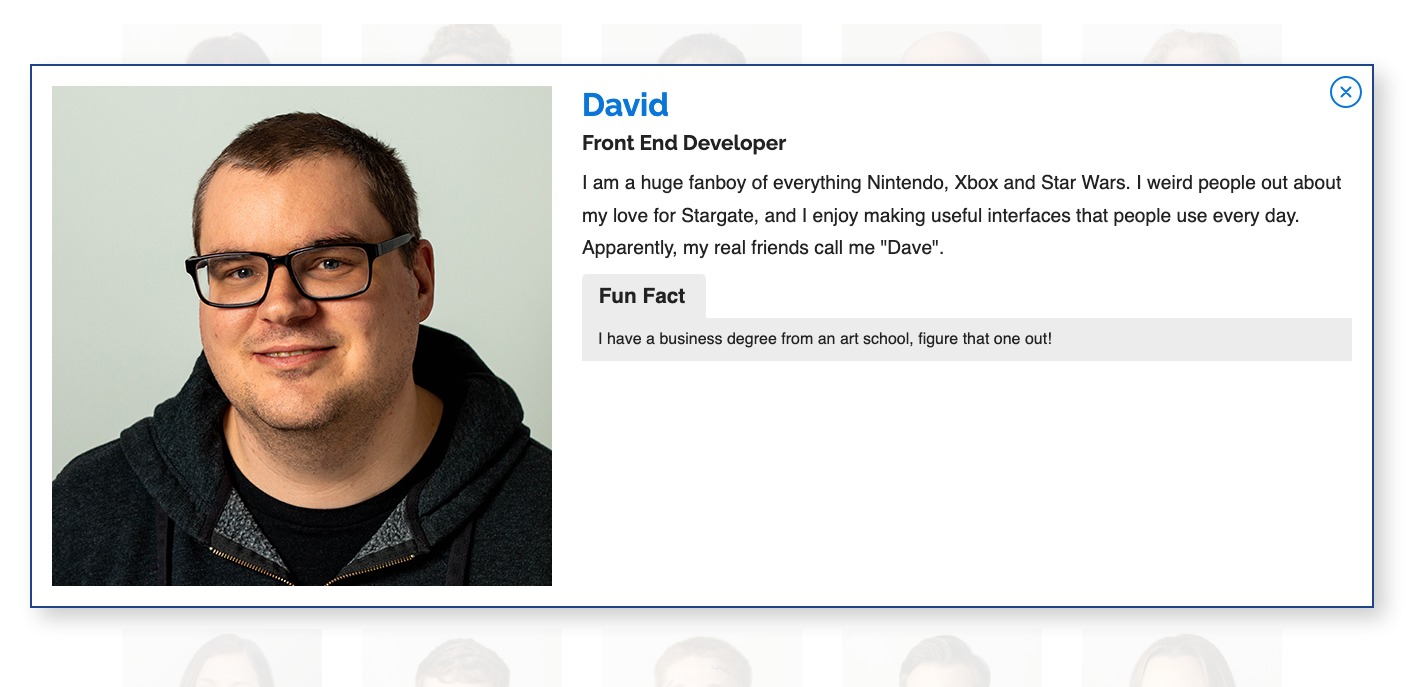 David
Front End Developer
I am a huge fanboy of everything Nintendo, Xbox and Star Wars. I weird people out about
my love for Stargate, and I enjoy making useful interfaces that people use every day.
Apparently, my real friends call me "Dave".
Fun Fact
I have a business degree from an art school, figure that one out!